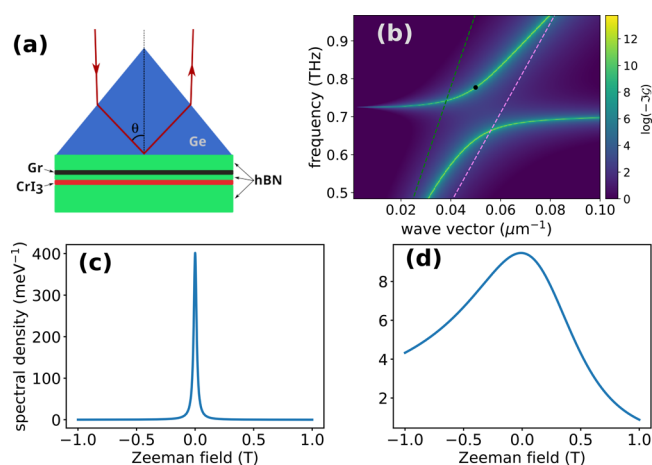 (a)
θ
Ge
Gr
CrI3
hBN
(b)
frequency (THz)
0.9
0.8
0.7
0.6
0.5
0.02 0.04 0.06 0.08 0.10
wave vector (μm⁻¹)
12
10
8
6
4
2
0
log(−ℑG)
(c)
spectral density (meV⁻¹)
400
300
200
100
0
−1.0 −0.5 0.0 0.5 1.0
Zeeman field (T)
(d)
8
6
4
2
−1.0 −0.5 0.0 0.5 1.0
Zeeman field (T)